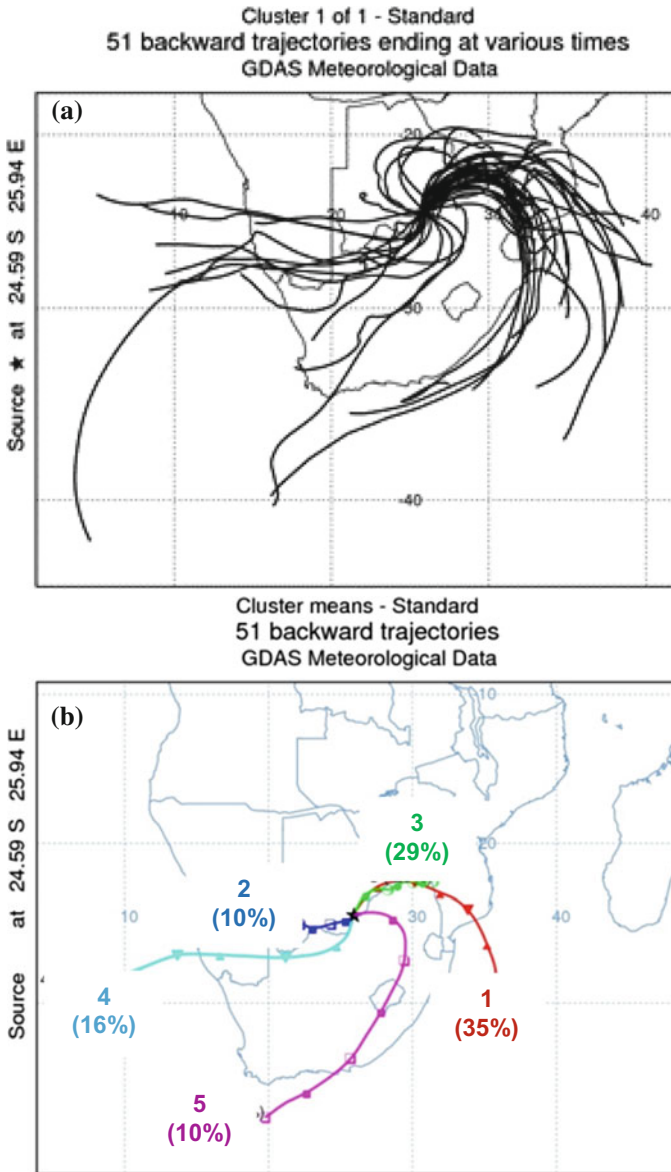 Cluster 1 of 1 - Standard
51 backward trajectories ending at various times
GDAS Meteorological Data
Source ★ at 24.59 S 25.94 E
(a)
-20
10
20
30
40
-30
-40
Cluster means - Standard
51 backward trajectories
GDAS Meteorological Data
Source at 24.59 S 25.94 E
(b)
10
3
(29%)
20
2
(10%)
10
30
40
4
(16%)
1
(35%)
5
(10%)